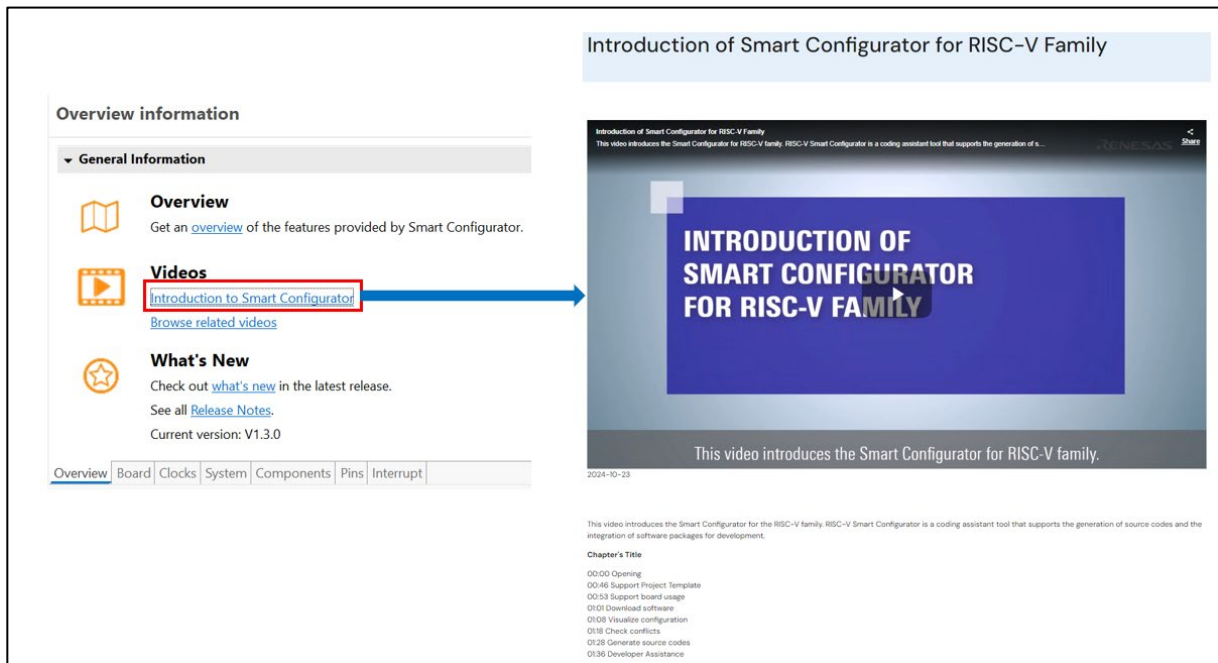 Introduction of Smart Configurator for RISC-V Family
Overview information
General Information
Overview
Get an overview of the features provided by Smart Configurator.
Videos
Introduction to Smart Configurator
Browse related videos
What's New
Check out what's new in the latest release.
See all Release Notes.
Current version: V1.3.0
Overview Board Clocks System Components Pins Interrupt
Introduction of Smart Configurator for RISC-V Family
This video introduces the Smart Configurator for RISC-V family. RISC-V Smart Configurator is a coding assistant tool that supports the generation of s...
RENESAS
Share
INTRODUCTION OF
SMART CONFIGURATOR
FOR RISC-V FAMILY
This video introduces the Smart Configurator for RISC-V family.
2024-10-23
This video introduces the Smart Configurator for the RISC-V family. RISC-V Smart Configurator is a coding assistant tool that supports the generation of source codes and the
integration of software packages for development.
Chapter's Title
00:00 Opening
00:46 Support Project Template
00:53 Support board usage
01:01 Download software
01:08 Visualize configuration
01:18 Check conflicts
01:28 Generate source codes
01:36 Developer Assistance